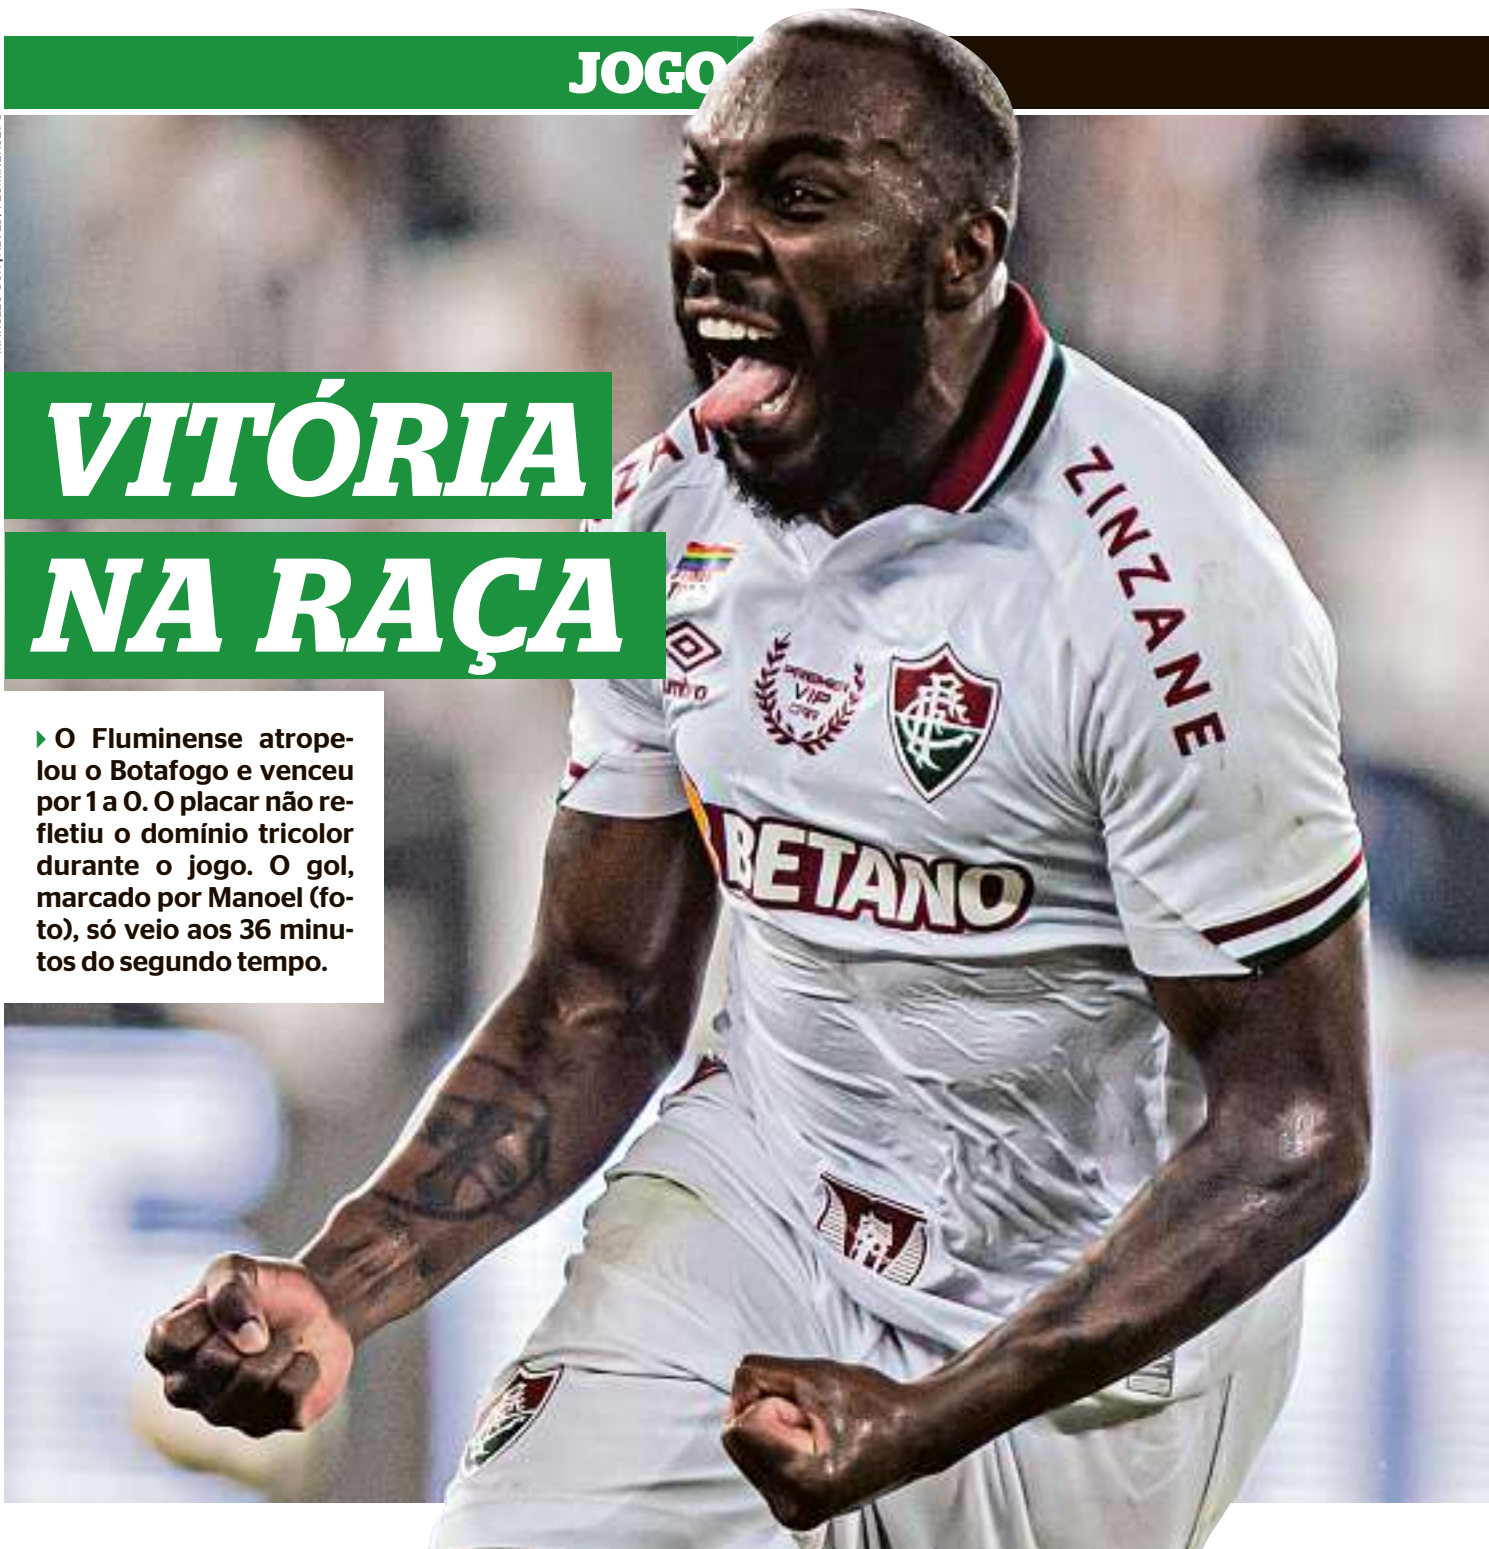 JOGO
VITÓRIA
NA RAÇA
O Fluminense atrope-
lou o Botafogo e venceu
por 1 a 0. O placar não re-
fletiu o domínio tricolor
durante o jogo. O gol,
marcado por Manoel (fo-
to), só veio aos 36 minu-
tos do segundo tempo.
ZINZANE
umbro
VIP
BETANO